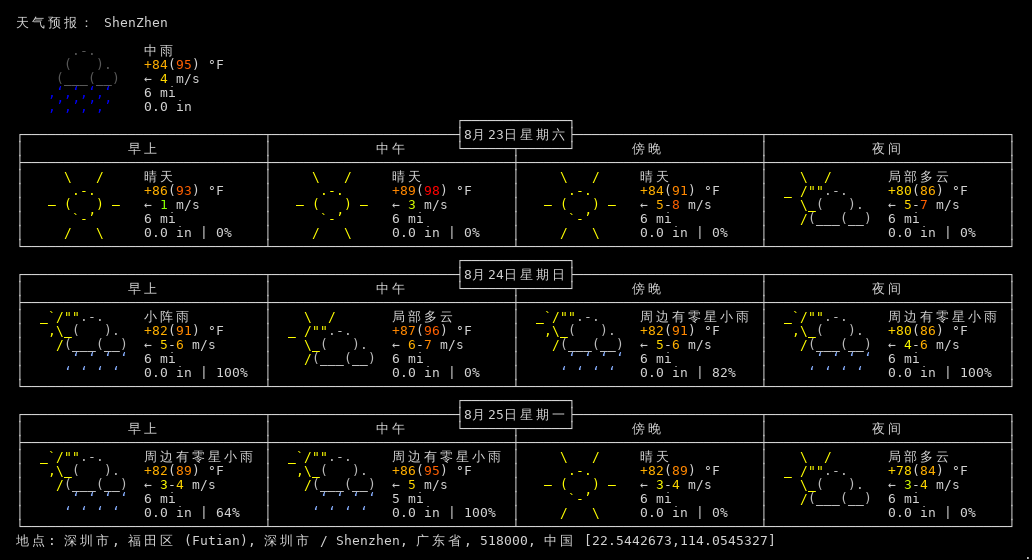 天气预报： ShenZhen
中雨
+84(95) °F
← 4 m/s
6 mi
0.0 in
8月23日星期六
早上 中午 傍晚 夜间
晴天 晴天 晴天 局部多云
+86(93) °F +89(98) °F +84(91) °F +80(86) °F
← 1 m/s ← 3 m/s ← 5-8 m/s ← 5-7 m/s
6 mi 6 mi 6 mi 6 mi
0.0 in | 0% 0.0 in | 0% 0.0 in | 0% 0.0 in | 0%
8月24日星期日
早上 中午 傍晚 夜间
小阵雨 局部多云 周边有零星小雨 周边有零星小雨
+82(91) °F +87(96) °F +82(91) °F +80(86) °F
← 5-6 m/s ← 6-7 m/s ← 5-6 m/s ← 4-6 m/s
6 mi 6 mi 6 mi 6 mi
0.0 in | 100% 0.0 in | 0% 0.0 in | 82% 0.0 in | 100%
8月25日星期一
早上 中午 傍晚 夜间
周边有零星小雨 周边有零星小雨 晴天 局部多云
+82(89) °F +86(95) °F +82(89) °F +78(84) °F
← 3-4 m/s ← 5 m/s ← 3-4 m/s ← 3-4 m/s
6 mi 5 mi 6 mi 6 mi
0.0 in | 64% 0.0 in | 100% 0.0 in | 0% 0.0 in | 0%
地点: 深圳市, 福田区 (Futian), 深圳市 / Shenzhen, 广东省, 518000, 中国 [22.5442673,114.0545327]